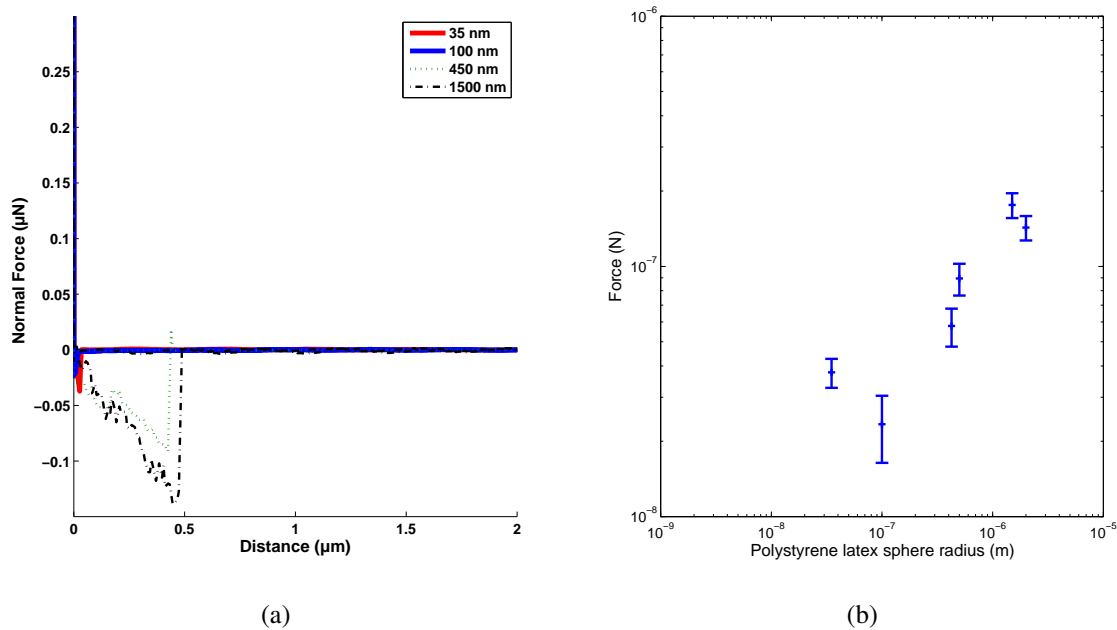 35 nm
100 nm
450 nm
1500 nm
0.25
0.2
0.15
0.1
0.05
0
−0.05
−0.1
Normal Force (µN)
0 0.5 1 1.5 2
Distance (µm)
(a)
10⁻⁶
10⁻⁷
10⁻⁸
Force (N)
10⁻⁹ 10⁻⁸ 10⁻⁷ 10⁻⁶ 10⁻⁵
Polystyrene latex sphere radius (m)
(b)